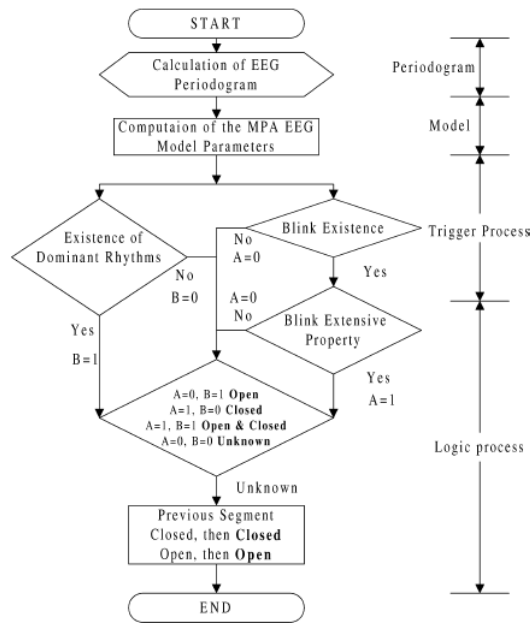 START
Calculation of EEG
Periodogram
Periodogram
Computaion of the MPA EEG
Model Parameters
Model
Existence of
Dominant Rhythms
Blink Existence
Trigger Process
No
A=0
Yes
No
B=0
A=0
No
Blink Extensive
Property
Yes
B=1
Yes
A=1
A=0, B=1 Open
A=1, B=0 Closed
A=1, B=1 Open & Closed
A=0, B=0 Unknown
Logic process
Unknown
Previous Segment
Closed, then Closed
Open, then Open
END